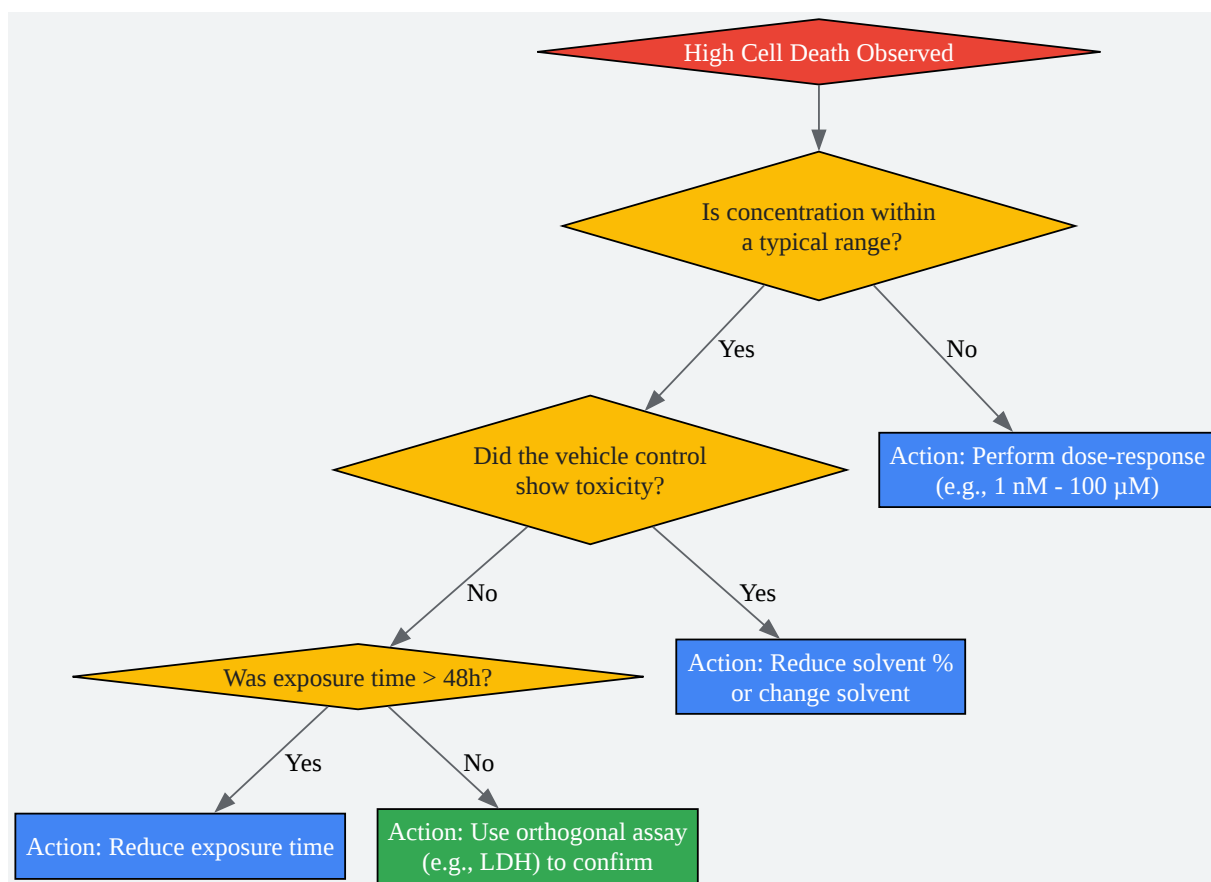 High Cell Death Observed
Is concentration within
a typical range?
Yes
No
Did the vehicle control
show toxicity?
Action: Perform dose-response
(e.g., 1 nM - 100 µM)
No
Yes
Was exposure time > 48h?
Action: Reduce solvent %
or change solvent
Yes
No
Action: Reduce exposure time
Action: Use orthogonal assay
(e.g., LDH) to confirm